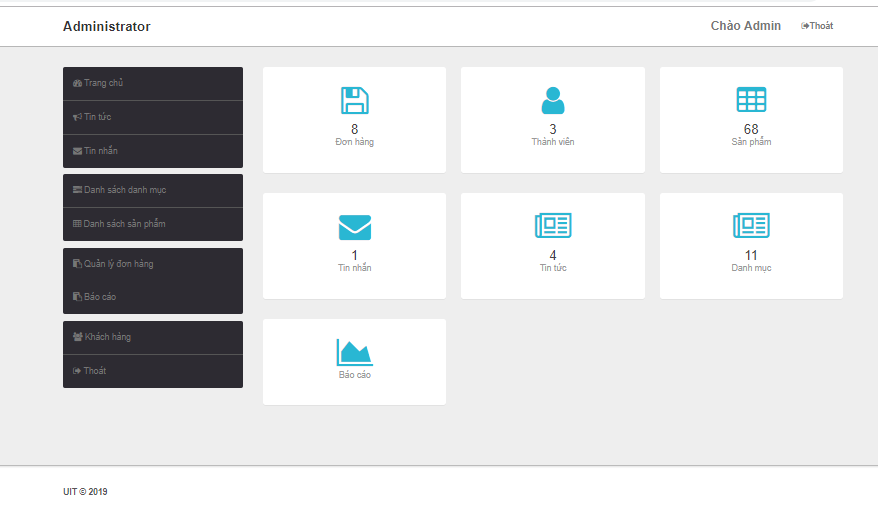 Administrator
Chào Admin
Thoát
Trang chủ
Tin tức
Tin nhắn
Danh sách danh mục
Danh sách sản phẩm
Quản lý đơn hàng
Báo cáo
Khách hàng
Thoát
8
Đơn hàng
3
Thành viên
68
Sản phẩm
1
Tin nhắn
4
Tin tức
11
Danh mục
Báo cáo
UIT © 2019